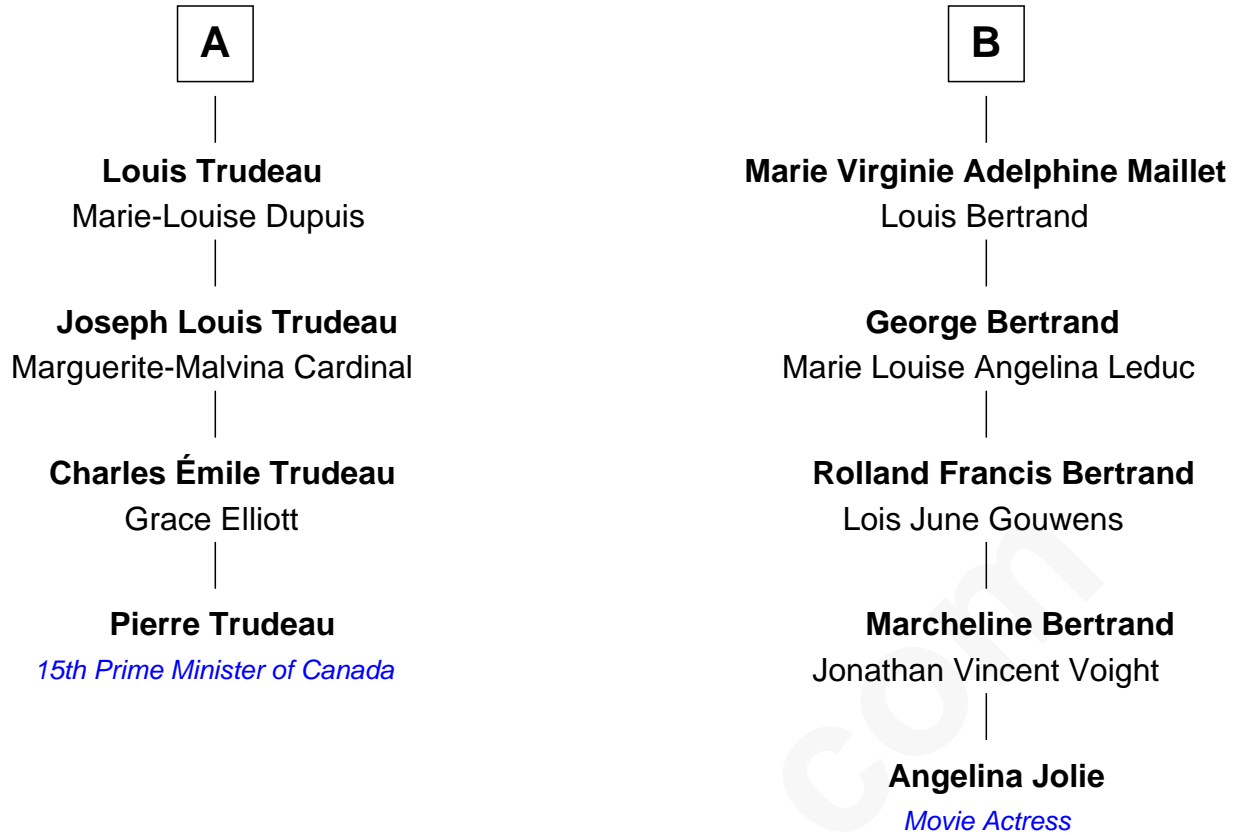 A
Louis Trudeau
Marie-Louise Dupuis
Joseph Louis Trudeau
Marguerite-Malvina Cardinal
Charles Émile Trudeau
Grace Elliott
Pierre Trudeau
15th Prime Minister of Canada
B
Marie Virginie Adelphine Maillet
Louis Bertrand
George Bertrand
Marie Louise Angelina Leduc
Rolland Francis Bertrand
Lois June Gouwens
Marcheline Bertrand
Jonathan Vincent Voight
Angelina Jolie
Movie Actress
com